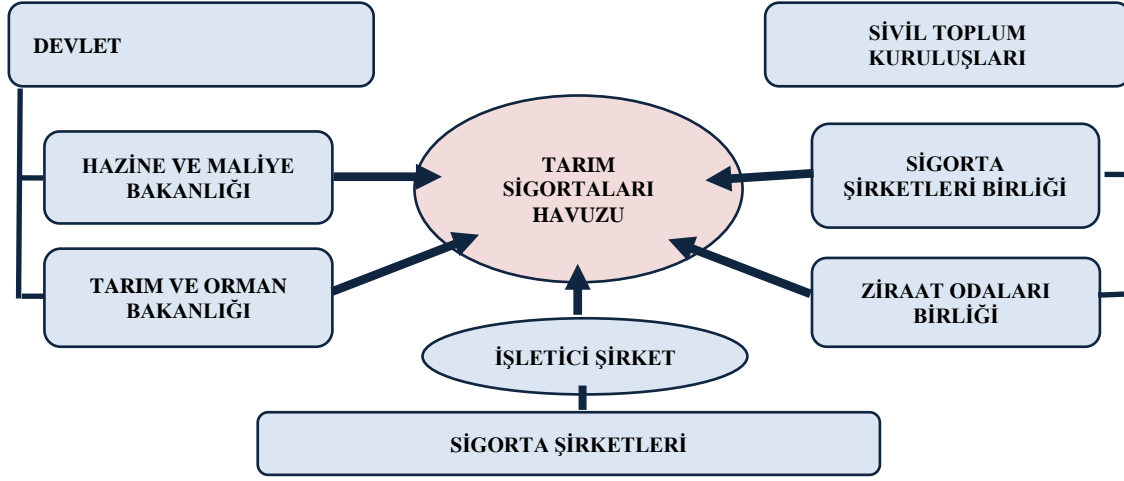 DEVLET
SİVİL TOPLUM
KURULUŞLARI
HAZİNE VE MALİYE
BAKANLIĞI
TARIM
SİGORTALARI
HAVUZU
SİGORTA
ŞİRKETLERİ BİRLİĞİ
TARIM VE ORMAN
BAKANLIĞI
ZİRAAT ODALARI
BİRLİĞİ
İŞLETİCİ ŞİRKET
SİGORTA ŞİRKETLERİ